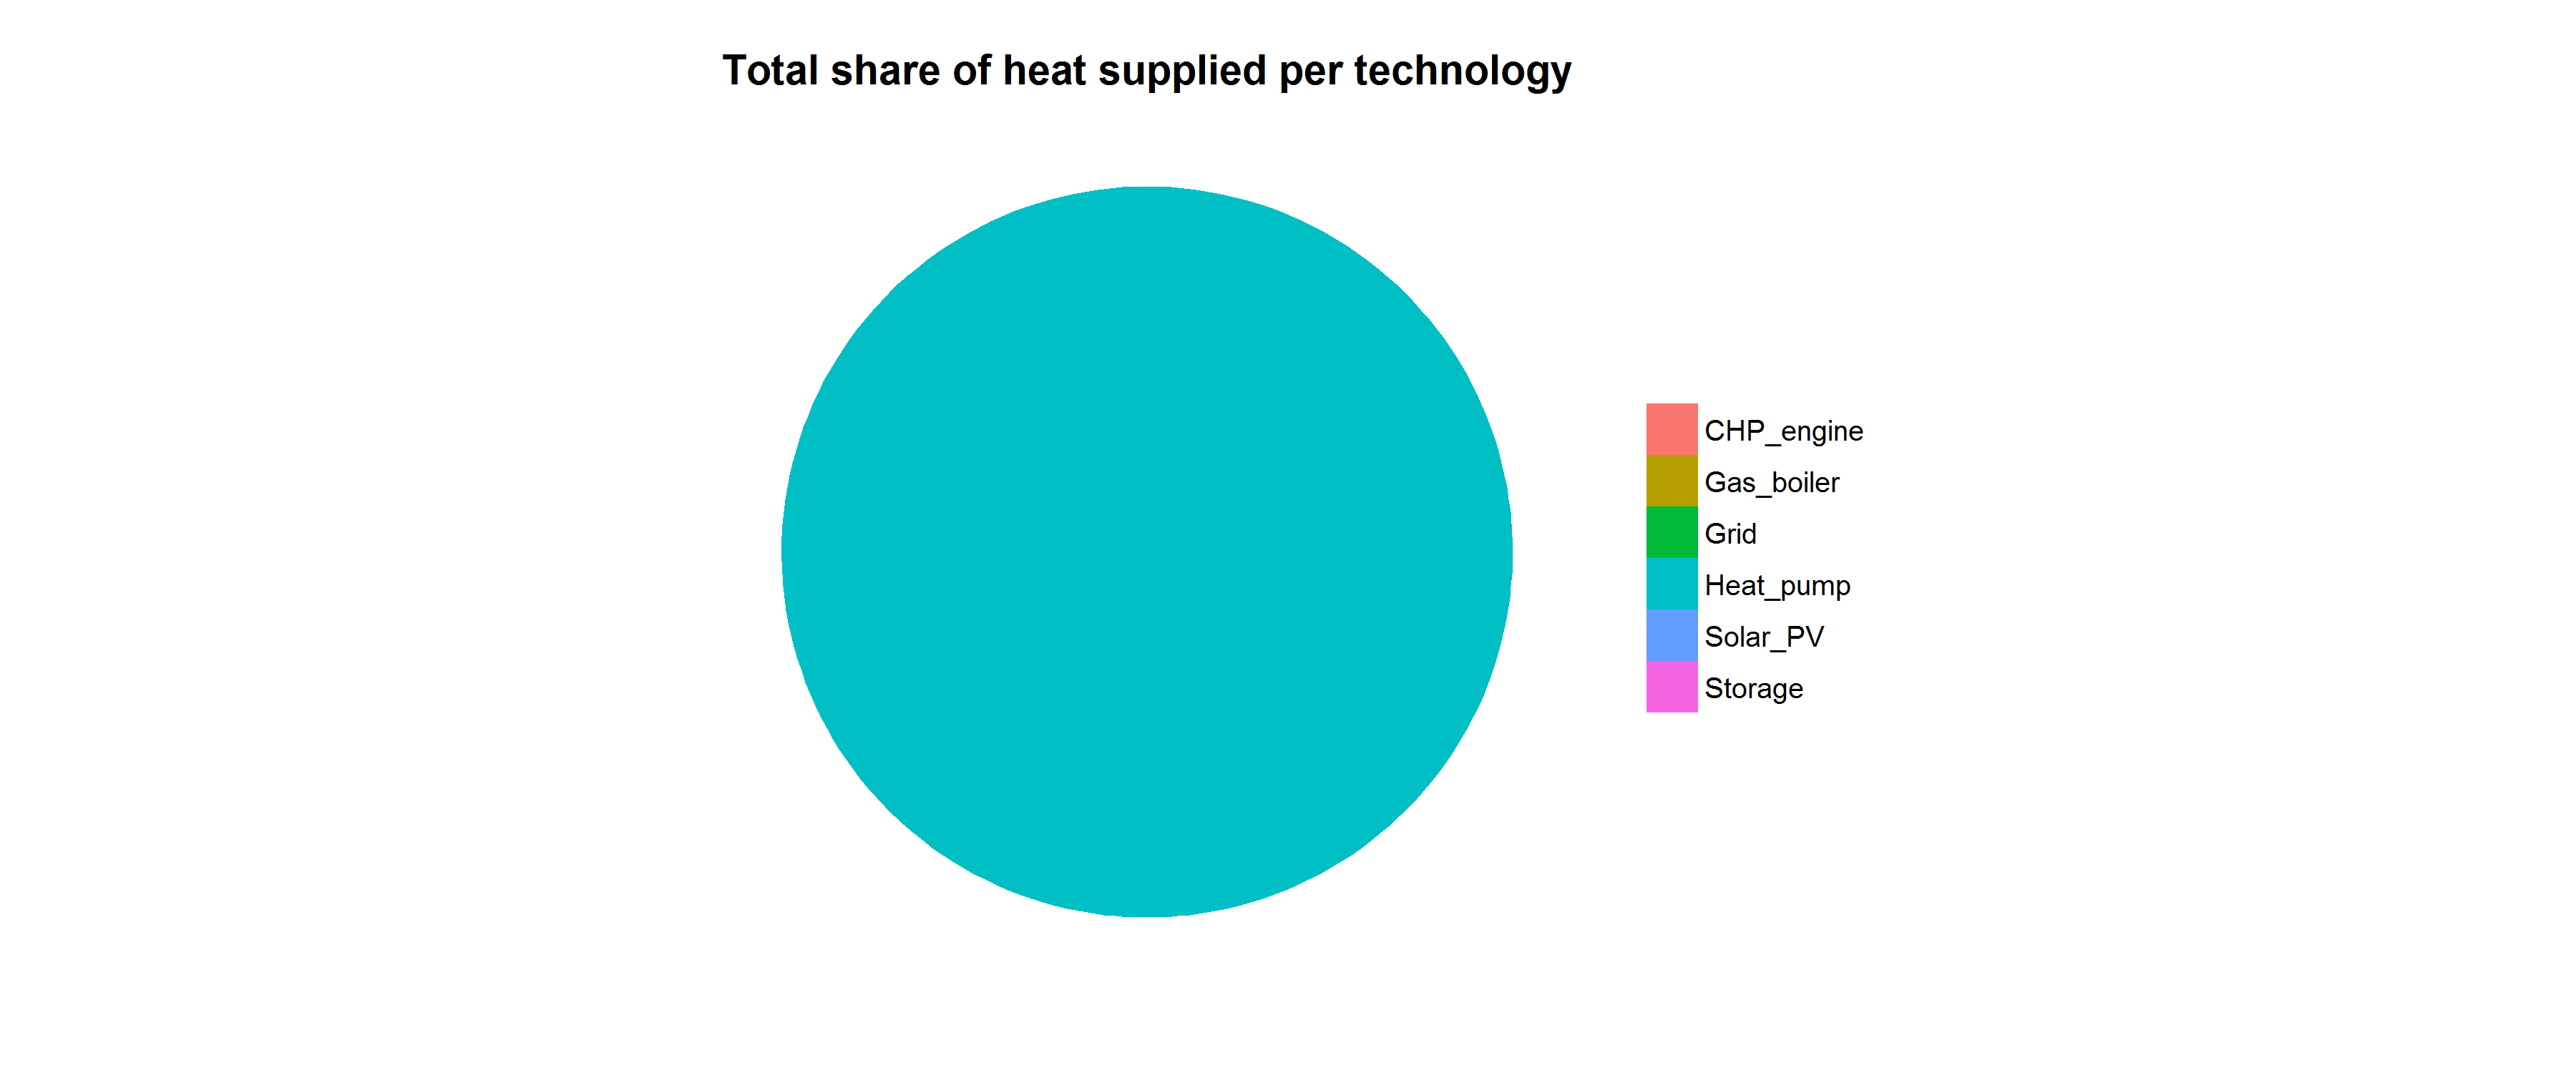 Total share of heat supplied per technology
CHP_engine
Gas_boiler
Grid
Heat_pump
Solar_PV
Storage